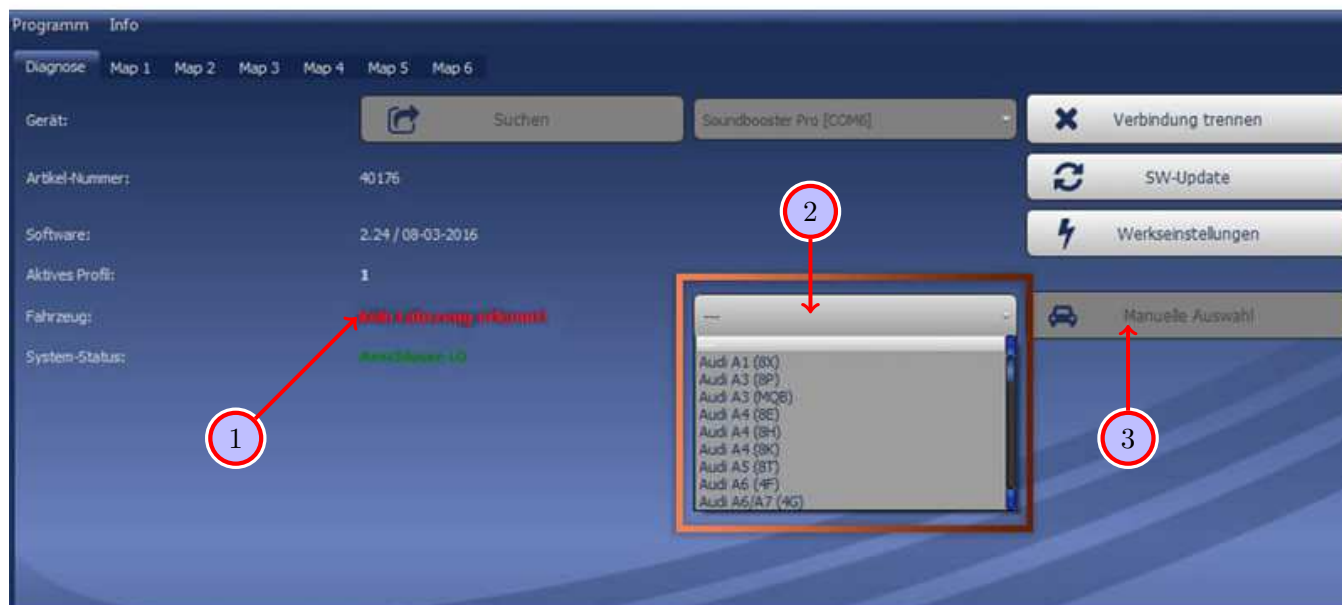 Programm Info
Diagnose Map 1 Map 2 Map 3 Map 4 Map 5 Map 6
Gerät: Suchen Soundbooster Pro [COM6] Verbindung trennen
Artikel-Nummer: 40176 SW-Update
2
Software: 2.24 / 08-03-2016 Werkseinstellungen
Aktives Profil: 1
Fahrzeug: --- Manuelle Auswahl
System-Status:
Audi A1 (8X)
Audi A3 (8P)
Audi A3 (MQB)
Audi A4 (8E)
Audi A4 (8H)
Audi A4 (8K)
Audi A5 (8T)
Audi A6 (4F)
Audi A6/A7 (4G)
1
3